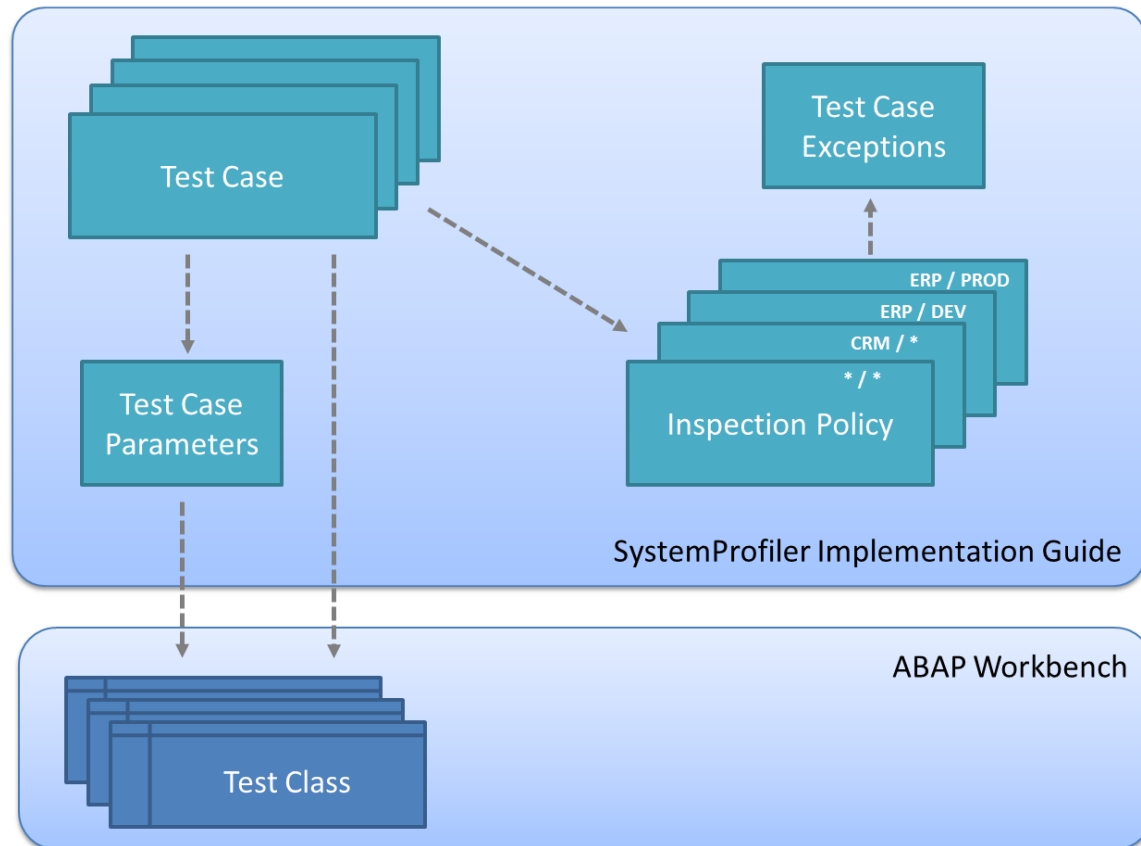 Test Case
Test Case
Exceptions
ERP / PROD
ERP / DEV
CRM / *
* / *
Inspection Policy
Test Case
Parameters
SystemProfiler Implementation Guide
ABAP Workbench
Test Class